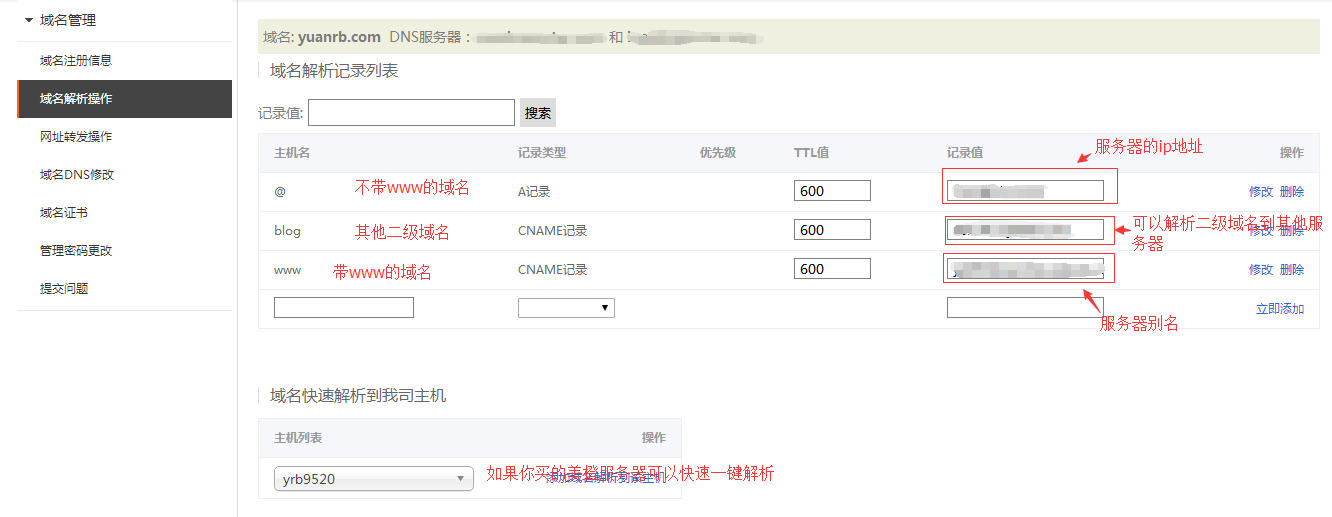 域名管理
域名注册信息
域名解析操作
网址转发操作
域名DNS修改
域名证书
管理密码更改
提交问题
域名: yuanrb.com DNS服务器： 和
域名解析记录列表
记录值: 搜索
服务器的ip地址
主机名 记录类型 优先级 TTL值 记录值 操作
@ 不带www的域名 A记录 600 修改 删除
blog 其他二级域名 CNAME记录 600 修改 删除
可以解析二级域名到其他服
务器
www 带www的域名 CNAME记录 600 修改 删除
立即添加
服务器别名
域名快速解析到我司主机
主机列表 操作
yrb9520 添加域名解析到该主机
如果你买的美橙服务器可以快速一键解析